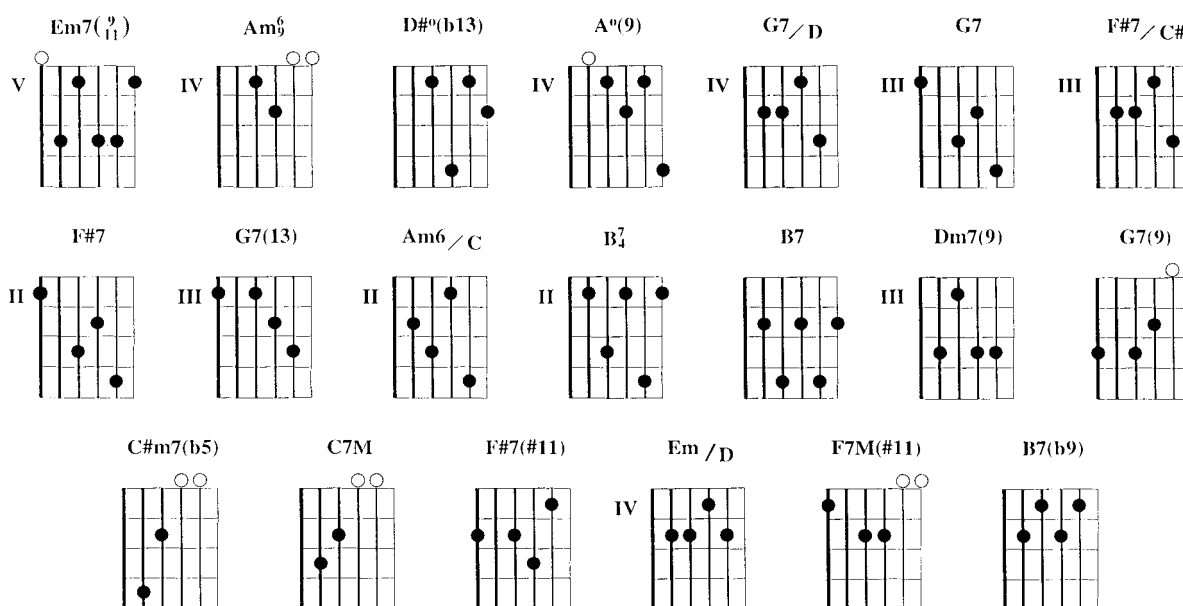 Em7(9/11) Am6/9 D#º(b13) Aº(9) G7/D G7 F#7/C#
V IV IV IV III III
F#7 G7(13) Am6/C B7/4 B7 Dm7(9) G7(9)
II III II II III
C#m7(b5) C7M F#7(#11) Em/D F7M(#11) B7(b9)
IV